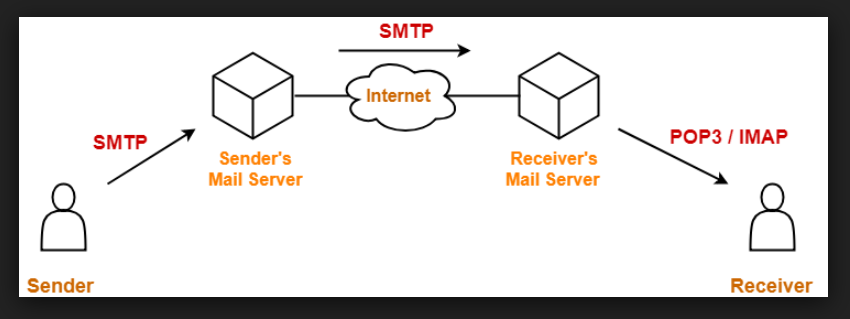 SMTP
Internet
SMTP
POP3 / IMAP
Sender's
Mail Server
Receiver's
Mail Server
Sender
Receiver